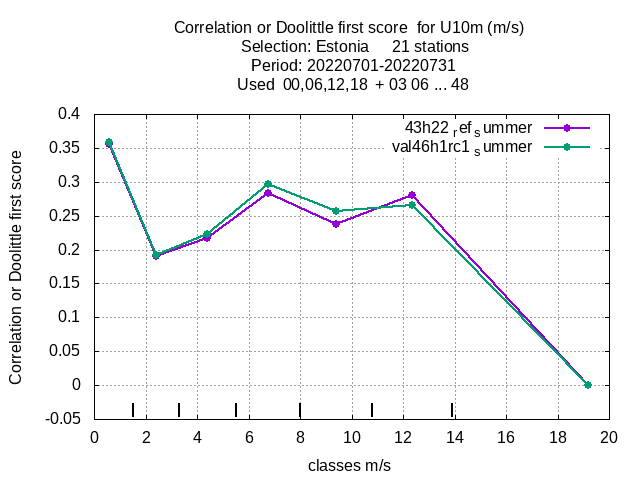 Correlation or Doolittle first score  for U10m (m/s)
Selection: Estonia     21 stations
Period: 20220701-20220731
Used  00,06,12,18  + 03 06 ... 48
43h22 ref summer
val46h1rc1 summer
Correlation or Doolittle first score
0.4
0.35
0.3
0.25
0.2
0.15
0.1
0.05
0
-0.05
0 2 4 6 8 10 12 14 16 18 20
classes m/s